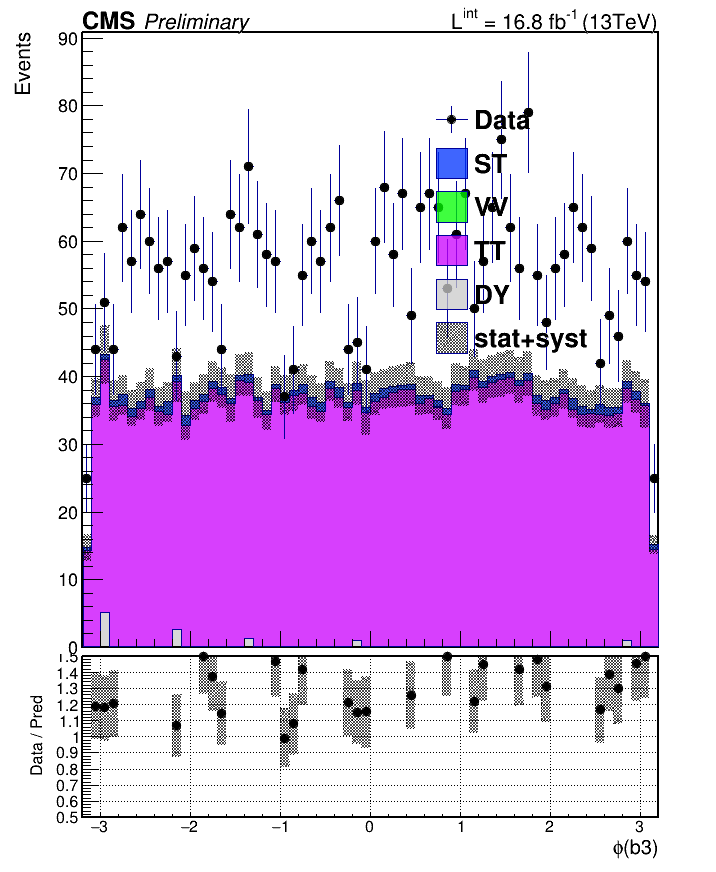 CMS Preliminary L^int = 16.8 fb^-1 (13TeV)
Events
90
80
70
60
50
40
30
20
10
0
Data
ST
VV
TT
DY
stat+syst
Data / Pred
1.5
1.4
1.3
1.2
1.1
1
0.9
0.8
0.7
0.6
0.5
−3 −2 −1 0 1 2 3
ϕ(b3)